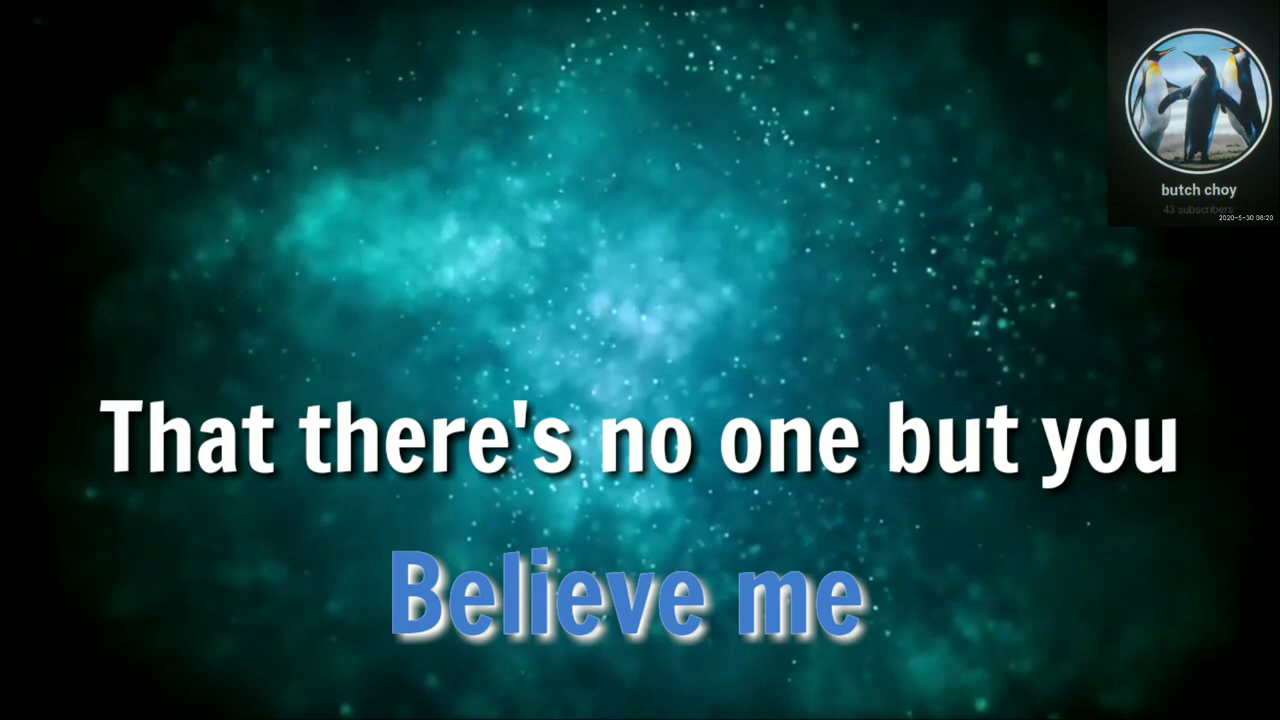 butch choy
43 subscribers
2020-5-30 08:20
That there's no one but you
Believe me